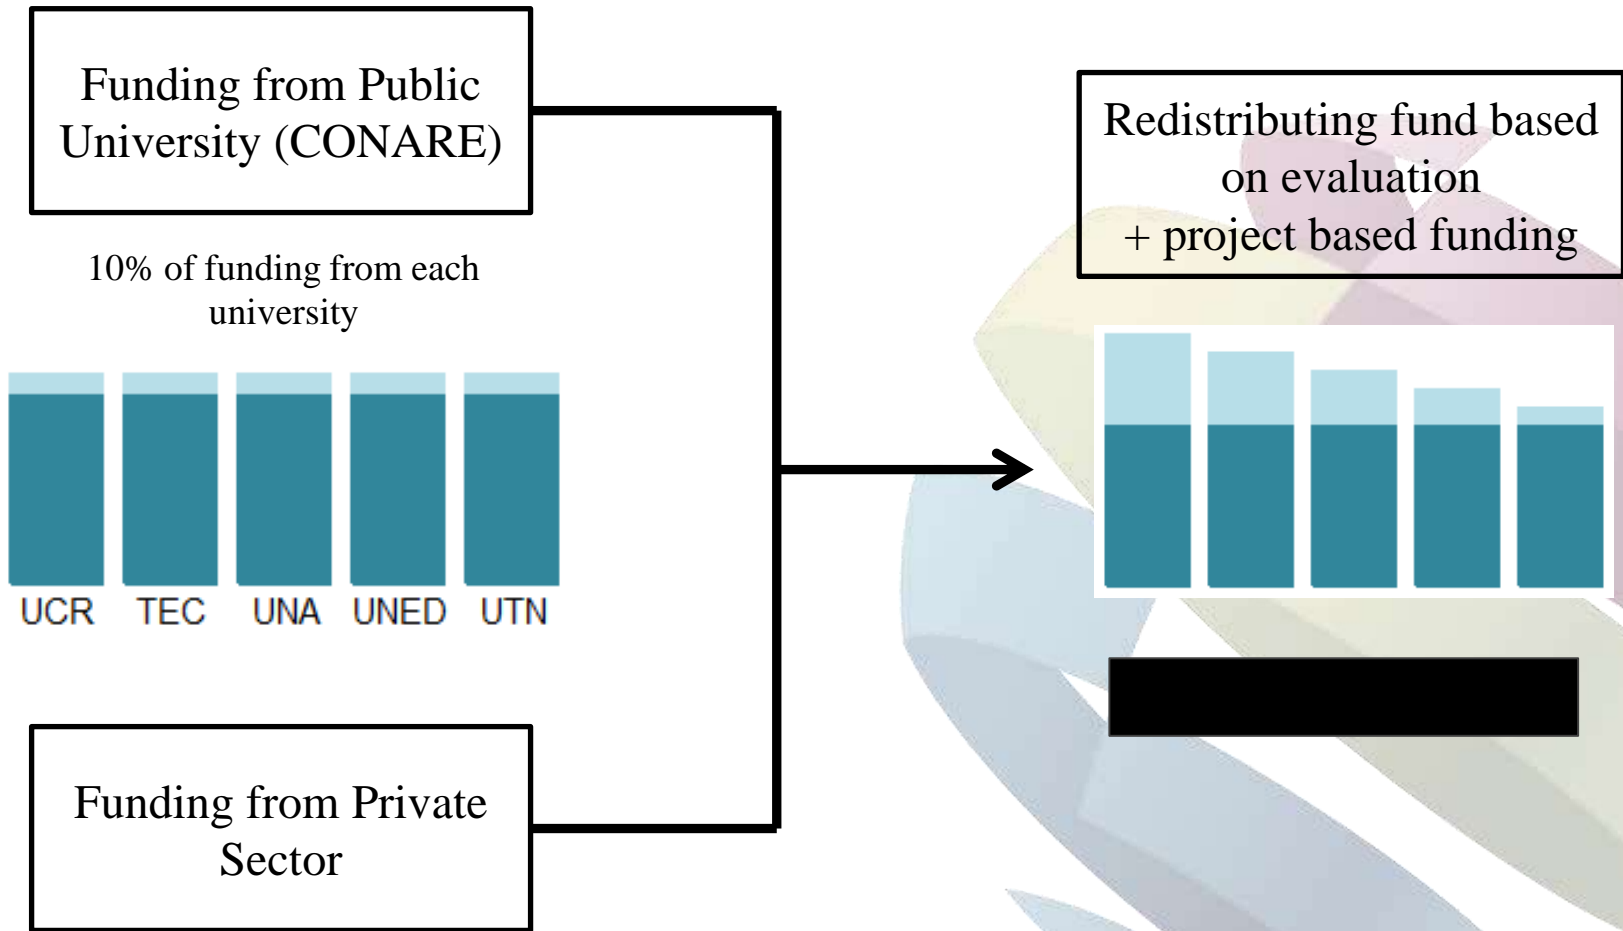 Funding from Public
University (CONARE)
10% of funding from each
university
UCR TEC UNA UNED UTN
Funding from Private
Sector
Redistributing fund based
on evaluation
+ project based funding